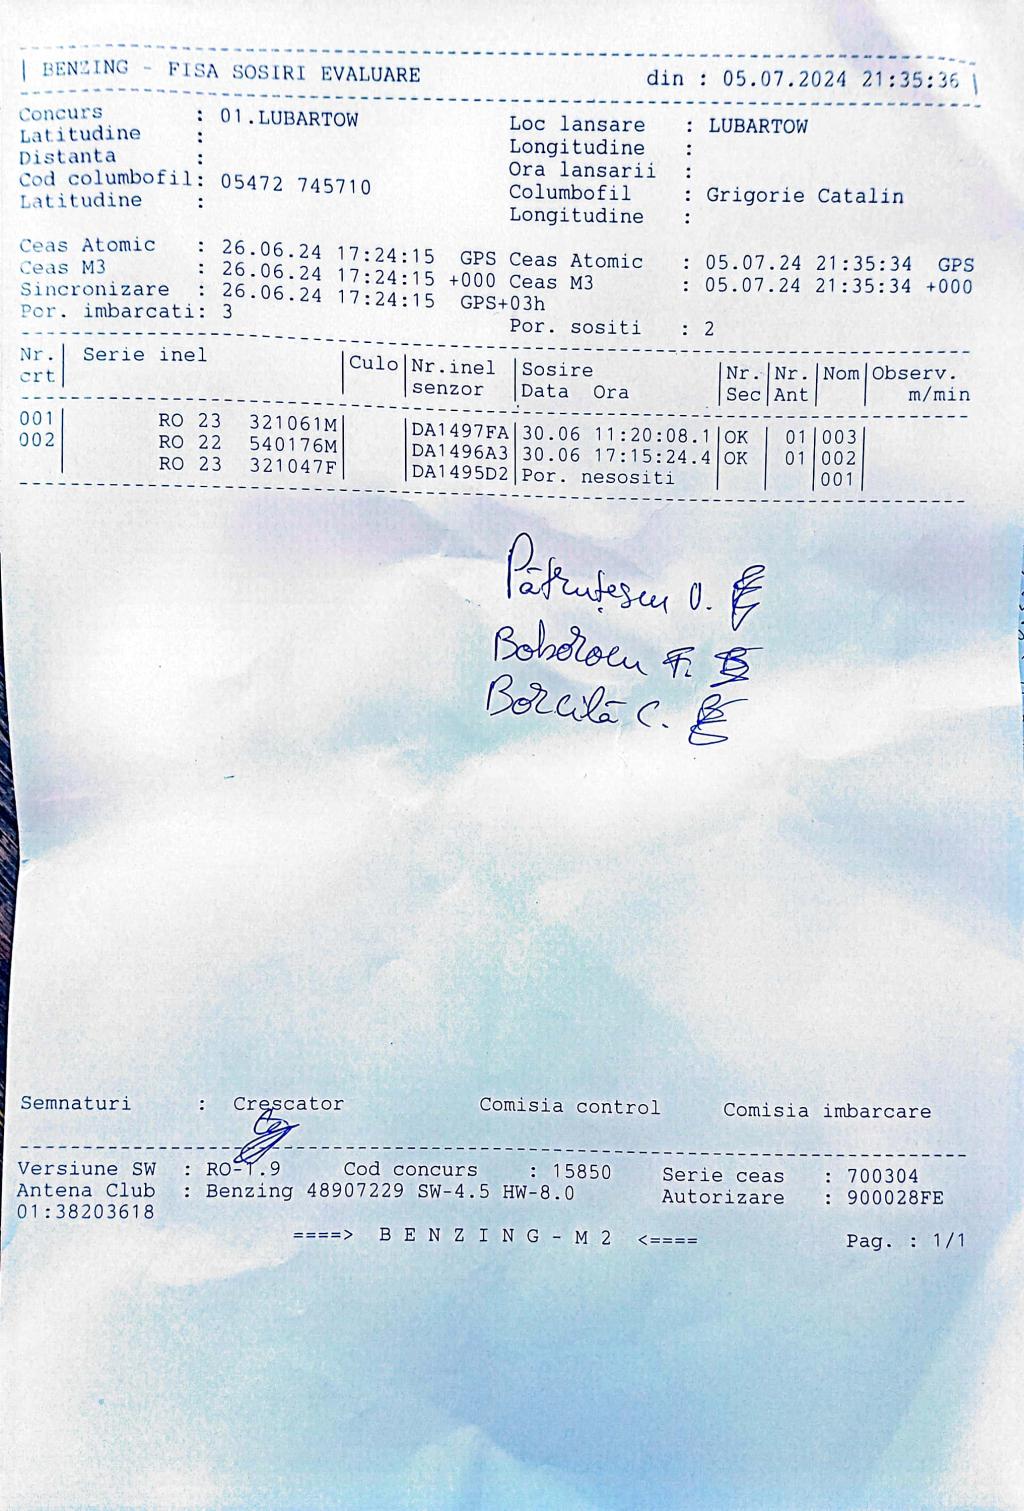 BENZING - FISA SOSIRI EVALUARE din : 05.07.2024 21:35:36
Concurs : 01.LUBARTOW Loc lansare : LUBARTOW
Latitudine : Longitudine :
Distanta : Ora lansarii :
Cod columbofil: 05472 745710 Columbofil : Grigorie Catalin
Latitudine : Longitudine :
Ceas Atomic : 26.06.24 17:24:15 GPS Ceas Atomic : 05.07.24 21:35:34 GPS
Ceas M3 : 26.06.24 17:24:15 +000 Ceas M3 : 05.07.24 21:35:34 +000
Sincronizare : 26.06.24 17:24:15 GPS+03h
Por. imbarcati: 3 Por. sositi : 2
Nr. | Serie inel | Culo | Nr.inel | Sosire | Nr. | Nr. | Nom | Observ.
crt | senzor | Data Ora | Sec | Ant | m/min
001 | RO 23 321061M | DA1497FA | 30.06 11:20:08.1 | OK | 01 | 003 |
002 | RO 22 540176M | DA1496A3 | 30.06 17:15:24.4 | OK | 01 | 002 |
RO 23 321047F | DA1495D2 | Por. nesositi | 001 |
Pătruțescu O.
Boborocu F.
Borcilă C.
Semnaturi : Crescator Comisia control Comisia imbarcare
Versiune SW : RO-1.9 Cod concurs : 15850 Serie ceas : 700304
Antena Club : Benzing 48907229 SW-4.5 HW-8.0 Autorizare : 900028FE
01:38203618
====> B E N Z I N G - M 2 <==== Pag. : 1/1